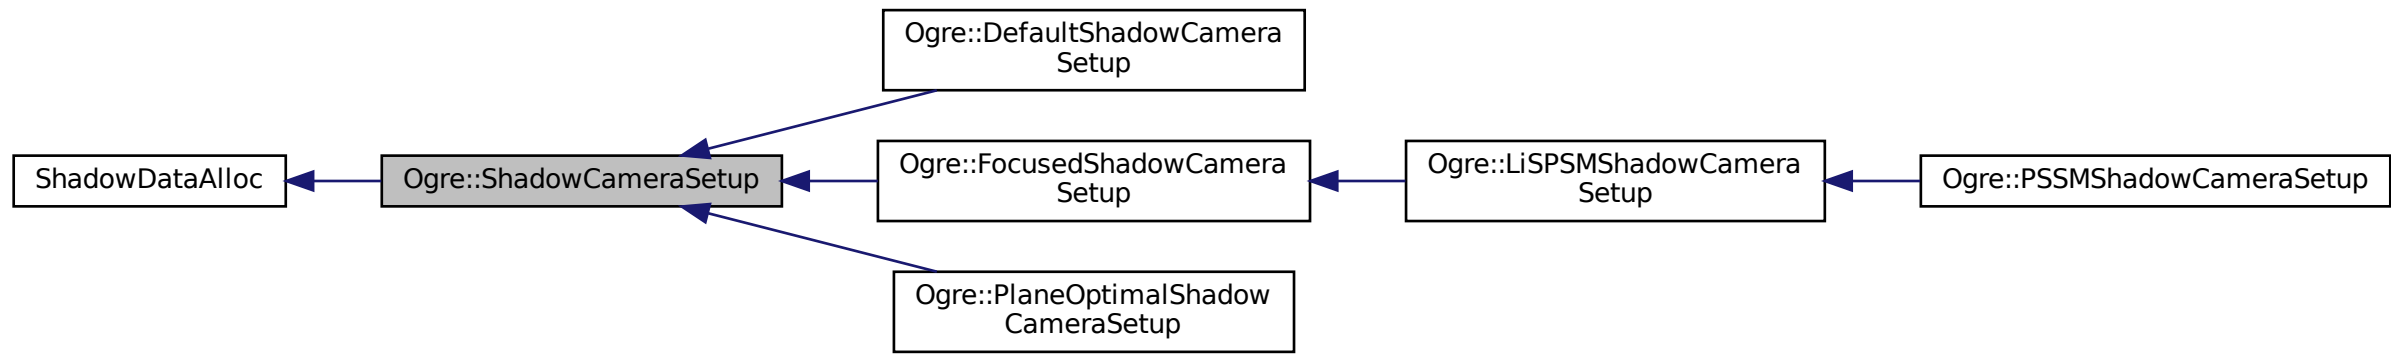 Ogre::DefaultShadowCamera
Setup
ShadowDataAlloc
Ogre::ShadowCameraSetup
Ogre::FocusedShadowCamera
Setup
Ogre::LiSPSMShadowCamera
Setup
Ogre::PSSMShadowCameraSetup
Ogre::PlaneOptimalShadow
CameraSetup